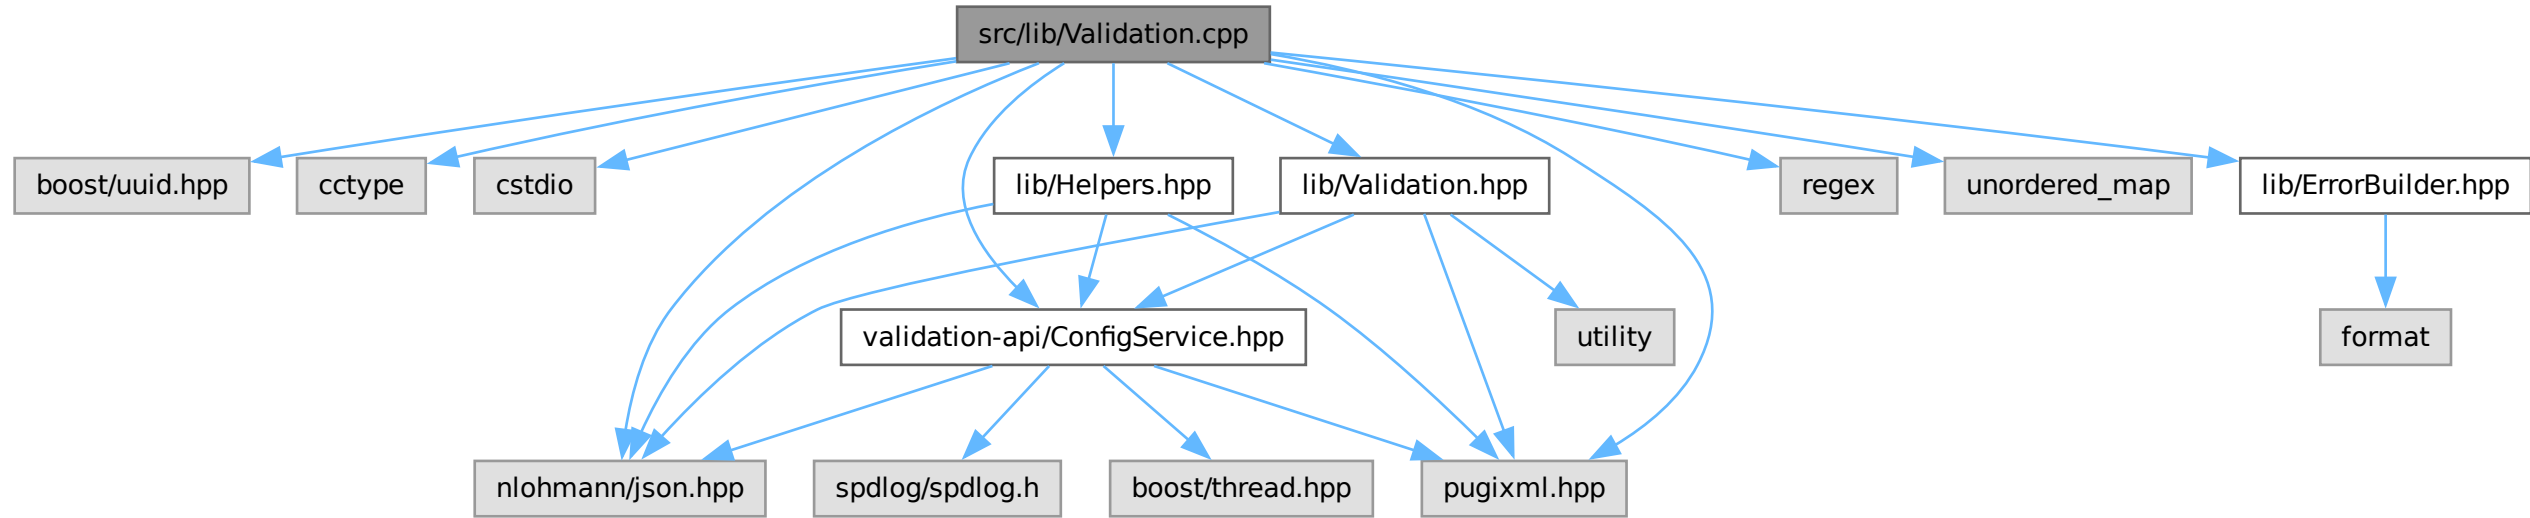 src/lib/Validation.cpp
boost/uuid.hpp
cctype
cstdio
lib/Helpers.hpp
lib/Validation.hpp
regex
unordered_map
lib/ErrorBuilder.hpp
validation-api/ConfigService.hpp
utility
format
nlohmann/json.hpp
spdlog/spdlog.h
boost/thread.hpp
pugixml.hpp